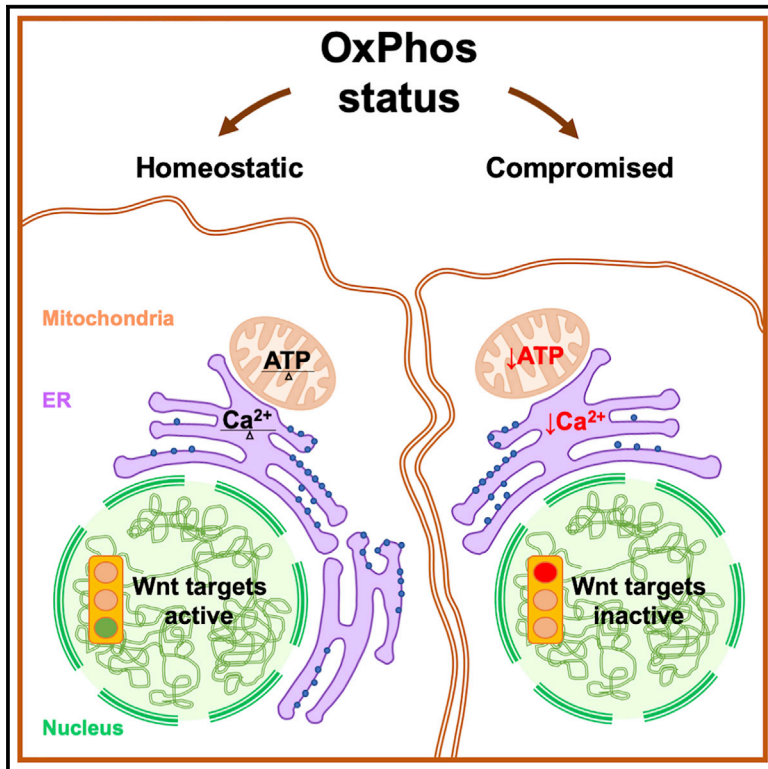 OxPhos
status
Homeostatic
Compromised
Mitochondria
ATP
↓ATP
ER
Ca²⁺
↓Ca²⁺
Wnt targets
active
Wnt targets
inactive
Nucleus